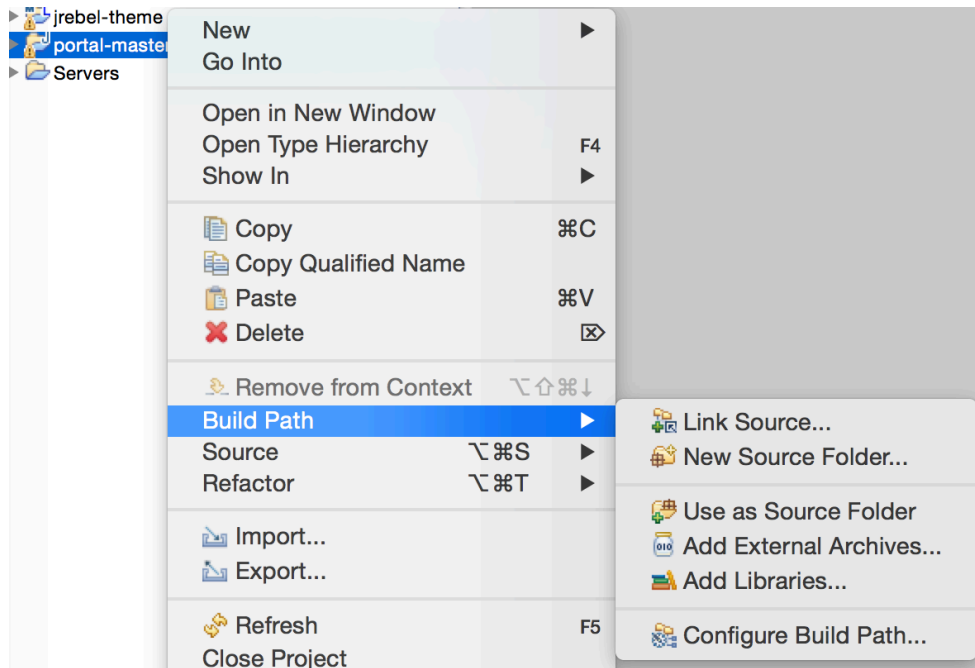 jrebel-theme
portal-master
Servers
New
Go Into
Open in New Window
Open Type Hierarchy F4
Show In
Copy ⌘C
Copy Qualified Name
Paste ⌘V
Delete ⌦
Remove from Context ⌥⇧⌘↓
Build Path
Source ⌥⌘S
Refactor ⌥⌘T
Import...
Export...
Refresh F5
Close Project
Link Source...
New Source Folder...
Use as Source Folder
Add External Archives...
Add Libraries...
Configure Build Path...